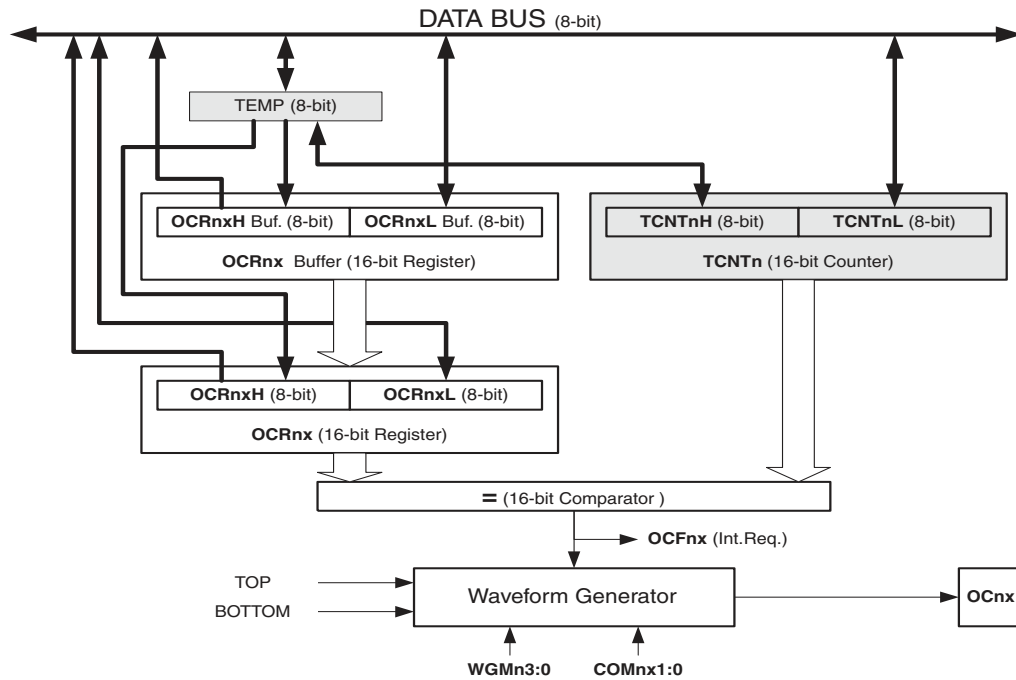 DATA BUS (8-bit)
TEMP (8-bit)
OCRnxH Buf. (8-bit) OCRnxL Buf. (8-bit)
OCRnx Buffer (16-bit Register)
TCNTnH (8-bit) TCNTnL (8-bit)
TCNTn (16-bit Counter)
OCRnxH (8-bit) OCRnxL (8-bit)
OCRnx (16-bit Register)
= (16-bit Comparator )
OCFnx (Int.Req.)
TOP
BOTTOM
Waveform Generator
OCnx
WGMn3:0 COMnx1:0